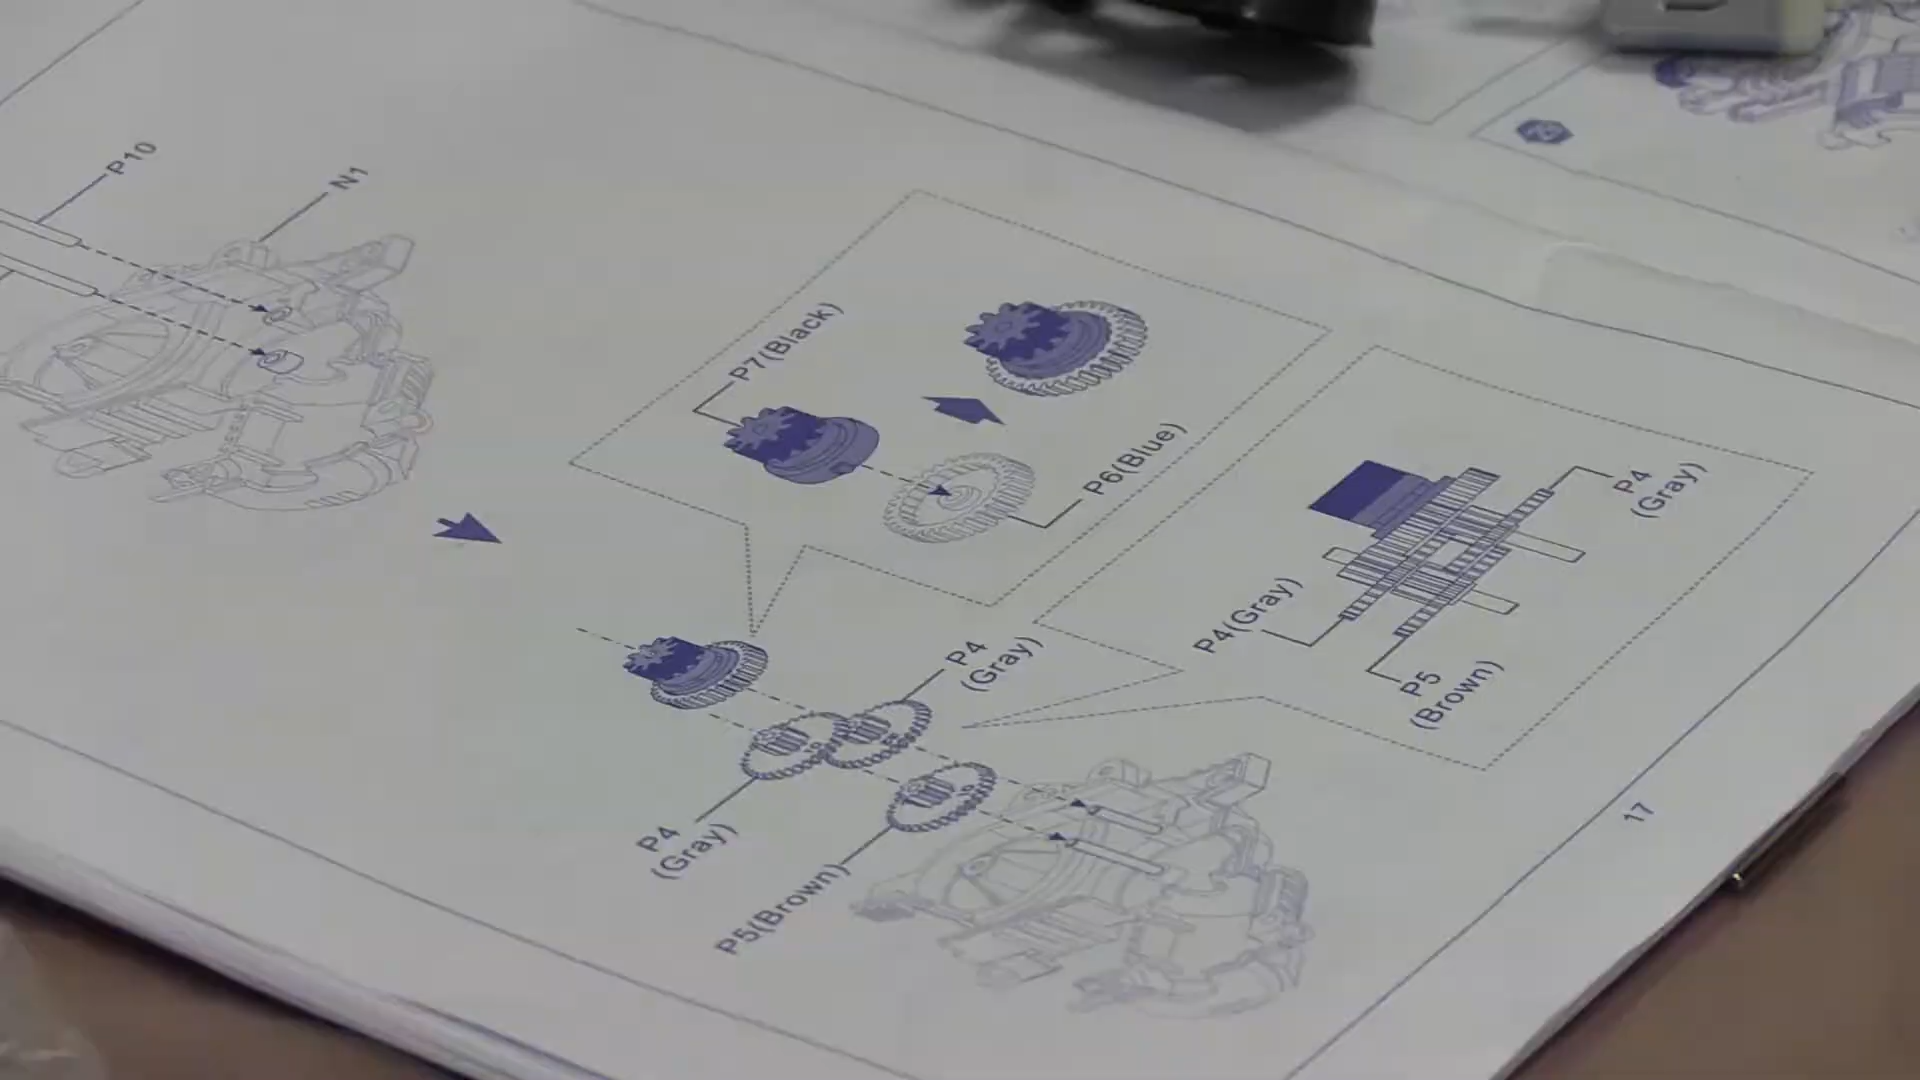 P10
N1
P7(Black)
P6(Blue)
P4
(Gray)
P4(Gray)
P5
(Brown)
P4
(Gray)
P4
(Gray)
P5(Brown)
17